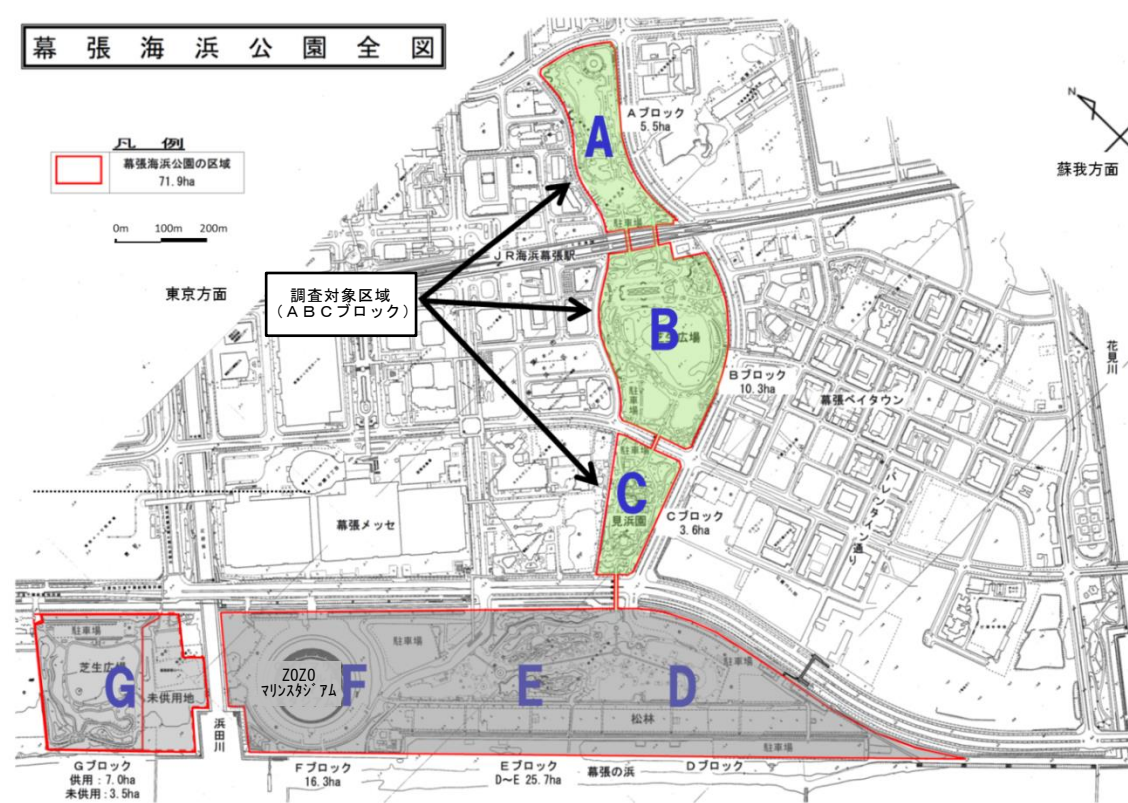 幕張海浜公園全図
凡例
幕張海浜公園の区域
71.9ha
0m 100m 200m
東京方面
N
蘇我方面
A
Aブロック
5.5ha
駐車場
JR海浜幕張駅
調査対象区域
(ABCブロック)
B
芝生広場
駐車場
Bブロック
10.3ha
幕張ベイタウン
花見川
バレンタイン通り
駐車場
C
見浜園
Cブロック
3.6ha
幕張メッセ
駐車場
芝生広場
G
未供用地
浜田川
Gブロック
供用:7.0ha
未供用:3.5ha
ZOZO
マリンスタジアム
F
駐車場
E
D
駐車場
松林
駐車場
Fブロック
16.3ha
Eブロック
D~E 25.7ha
幕張の浜
Dブロック